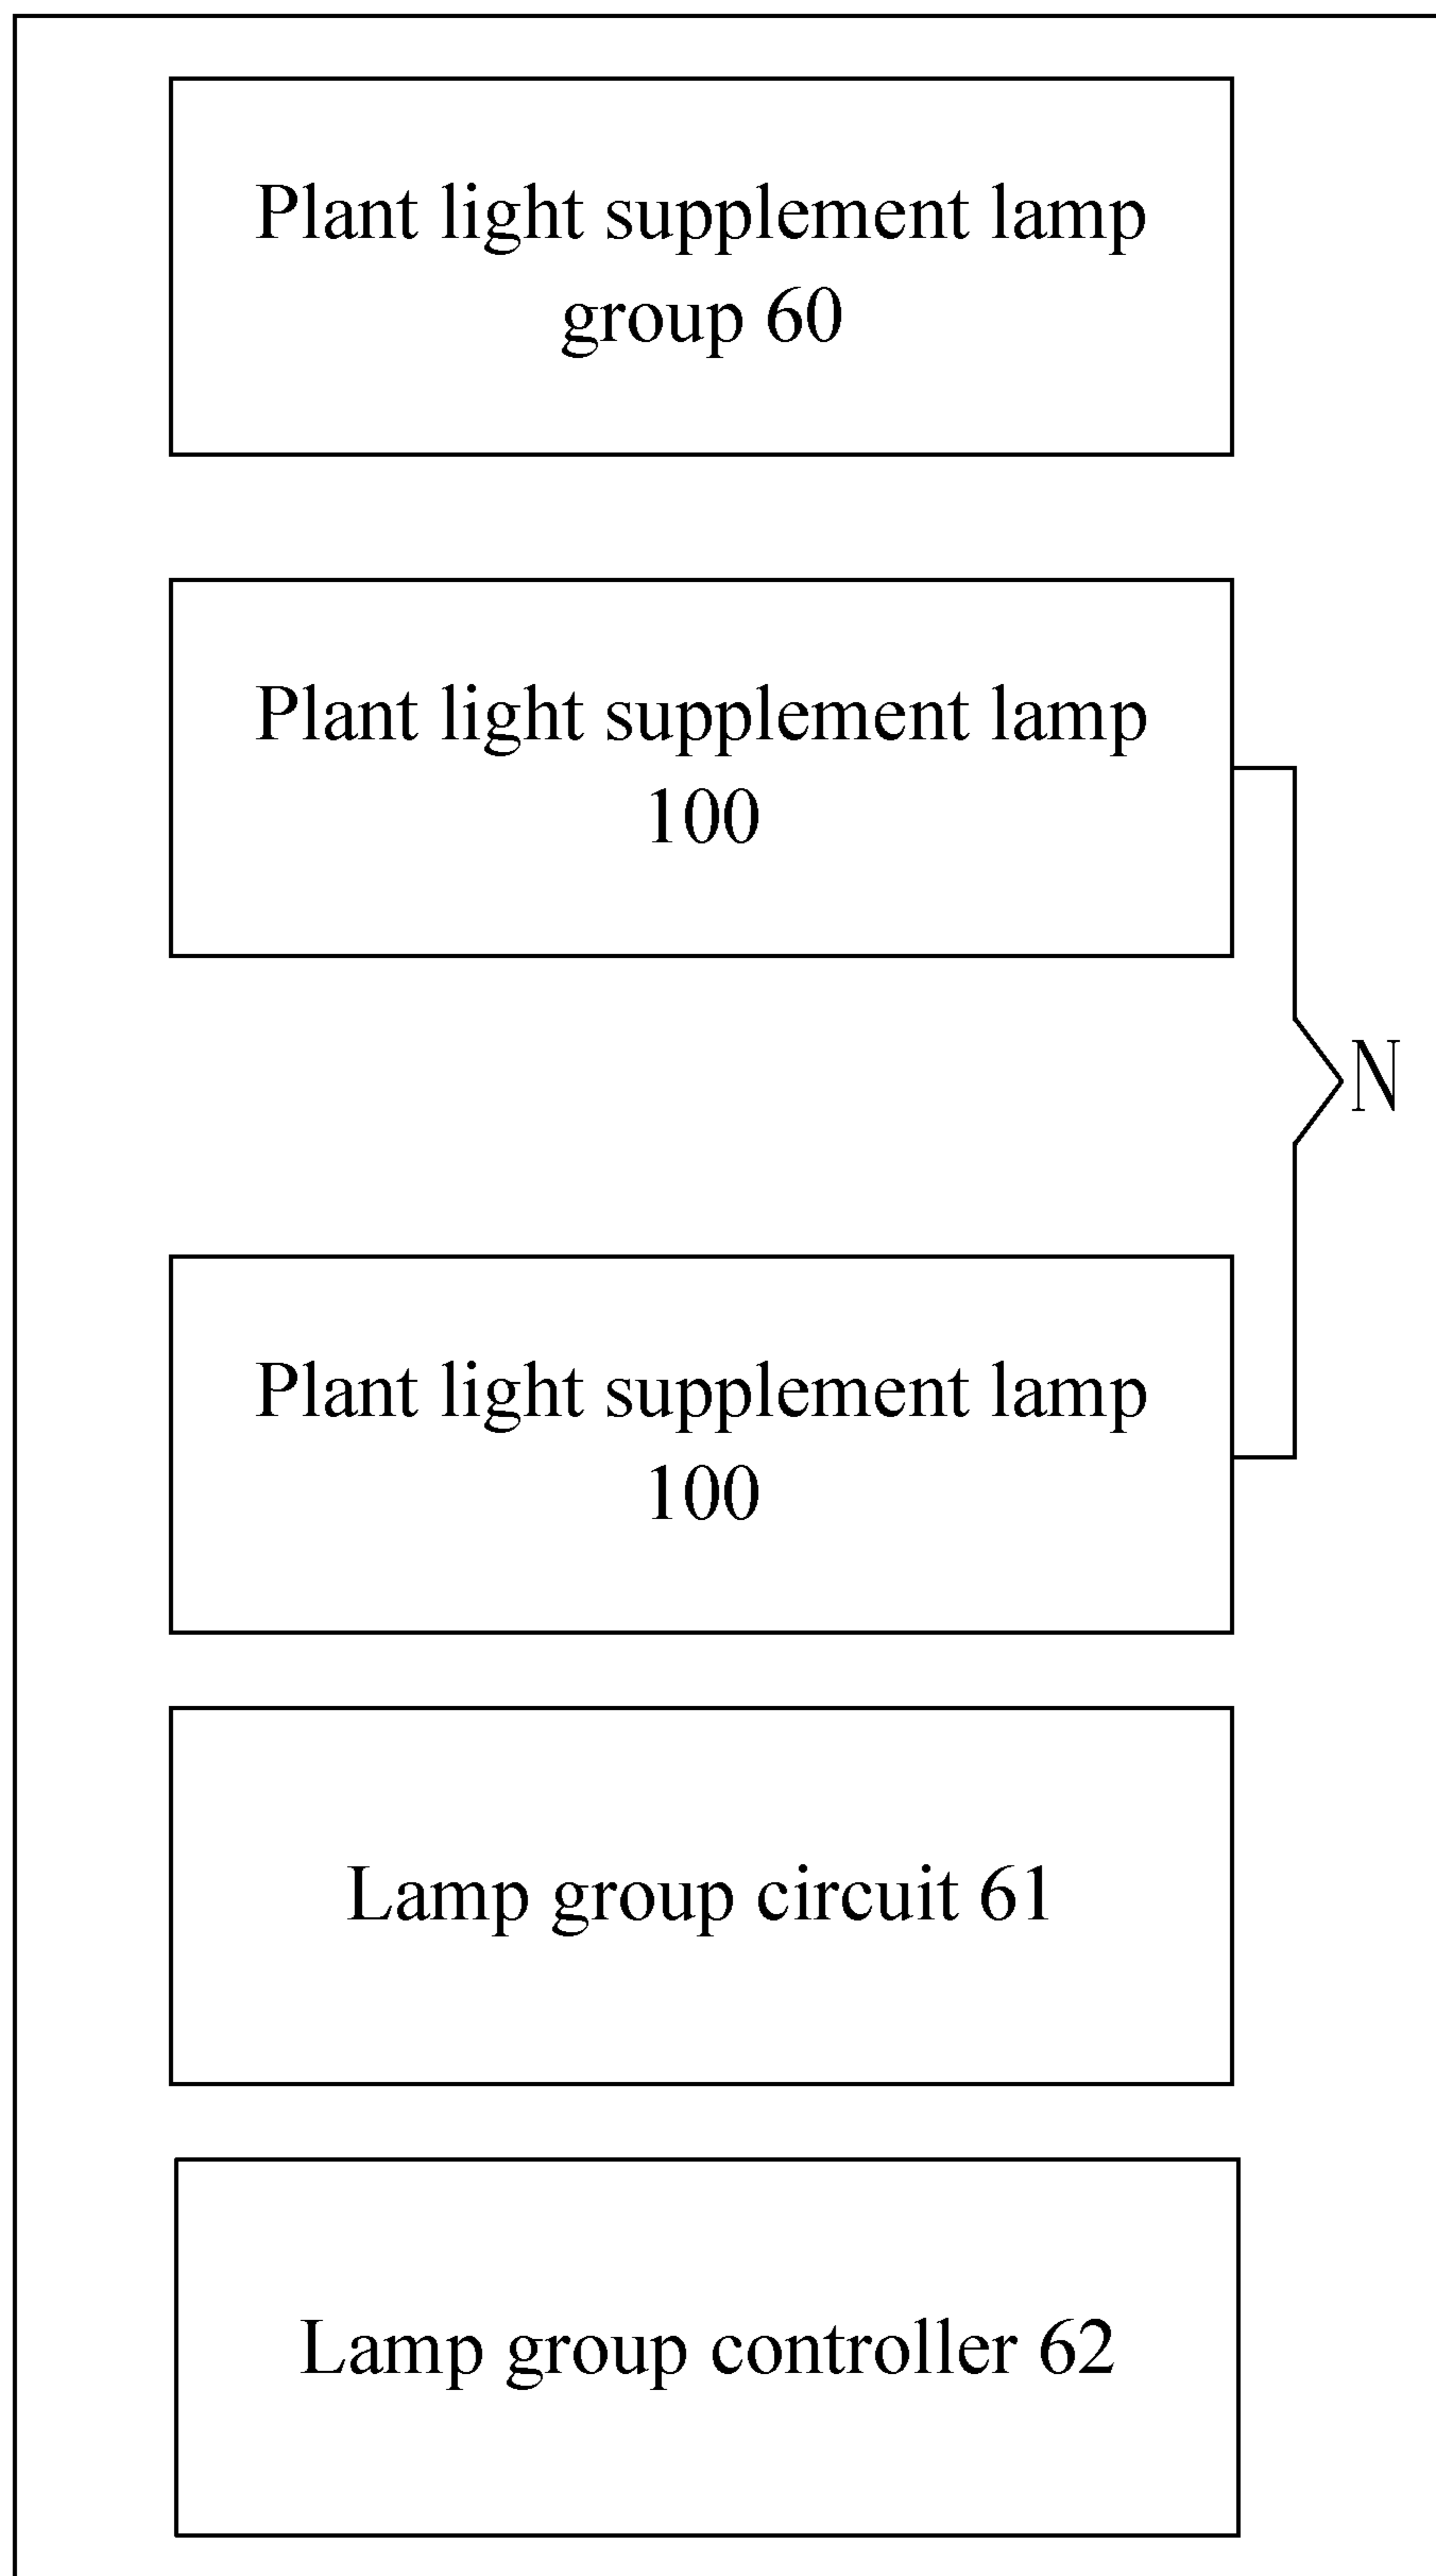 Plant light supplement lamp
group 60
Plant light supplement lamp
100
N
Plant light supplement lamp
100
Lamp group circuit 61
Lamp group controller 62